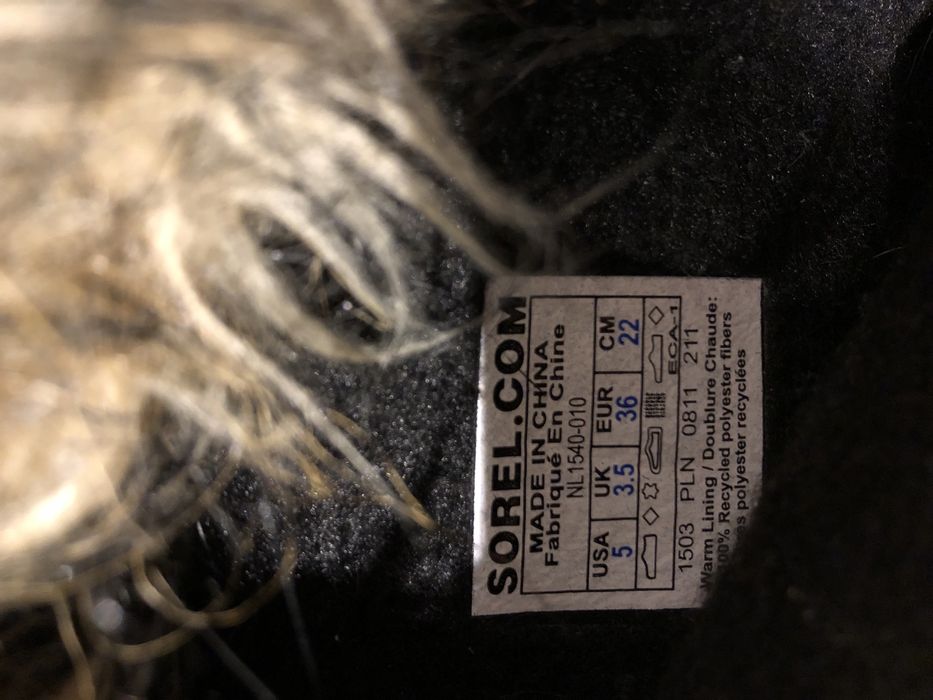 SOREL.COM
MADE IN CHINA
Fabriqué En Chine
NL1540-010
USA UK EUR CM
5 3.5 36 22
ECA-1
1503 PLN 0811 211
Warm Lining / Doublure Chaude:
100% Recycled polyester fibers
polyester recyclées